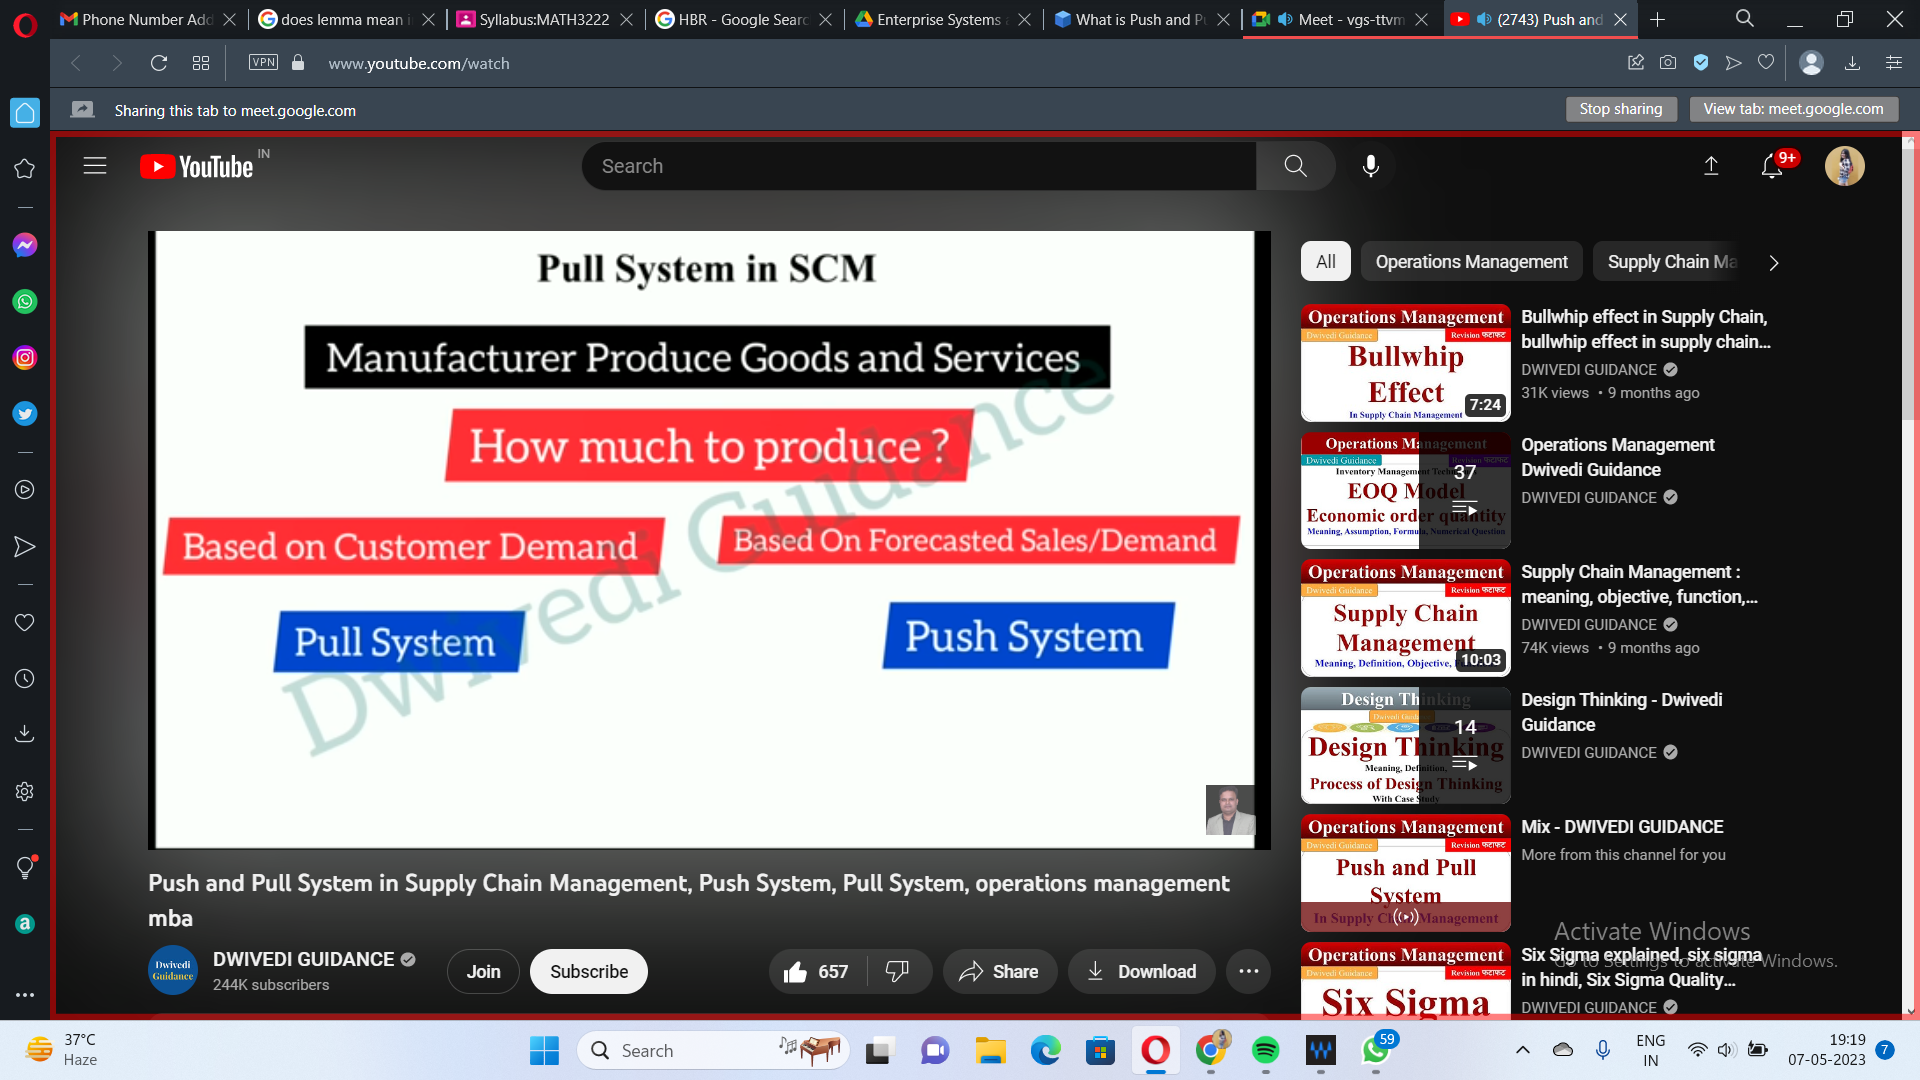 Phone Number Add
does lemma mean i
Syllabus:MATH3222
HBR - Google Searc
Enterprise Systems a
What is Push and Pu
Meet - vgs-ttvm
(2743) Push and
VPN
www.youtube.com/watch
Sharing this tab to meet.google.com
Stop sharing
View tab: meet.google.com
YouTube IN
Search
9+
Pull System in SCM
Manufacturer Produce Goods and Services
How much to produce ?
Based on Customer Demand
Based On Forecasted Sales/Demand
Pull System
Push System
Dwivedi Guidance
Push and Pull System in Supply Chain Management, Push System, Pull System, operations management
mba
Dwivedi
Guidance
DWIVEDI GUIDANCE
244K subscribers
Join
Subscribe
657
Share
Download
All
Operations Management
Supply Chain Ma
Operations Management
Dwivedi Guidance
Revision फटाफट
Bullwhip
Effect
In Supply Chain Management
7:24
Bullwhip effect in Supply Chain,
bullwhip effect in supply chain...
DWIVEDI GUIDANCE
31K views • 9 months ago
Operations Management
Dwivedi Guidance
Revision फटाफट
Inventory Management Techniques
EOQ Model
Economic order quantity
Meaning, Assumption, Formula, Numerical Question
37
Operations Management
Dwivedi Guidance
DWIVEDI GUIDANCE
Operations Management
Dwivedi Guidance
Revision फटाफट
Supply Chain
Management
Meaning, Definition, Objective,
10:03
Supply Chain Management :
meaning, objective, function,...
DWIVEDI GUIDANCE
74K views • 9 months ago
Design Thinking
Dwivedi Guidance
Design Thinking
Meaning, Definition,
Process of Design Thinking
With Case Study
14
Design Thinking - Dwivedi
Guidance
DWIVEDI GUIDANCE
Operations Management
Dwivedi Guidance
Revision फटाफट
Push and Pull
System
In Supply Chain Management
Mix - DWIVEDI GUIDANCE
More from this channel for you
Operations Management
Dwivedi Guidance
Revision फटाफट
Six Sigma
Six Sigma explained, six sigma
in hindi, Six Sigma Quality...
DWIVEDI GUIDANCE
Activate Windows
Go to Settings to activate Windows.
37°C
Haze
Search
59
ENG
IN
19:19
07-05-2023
7